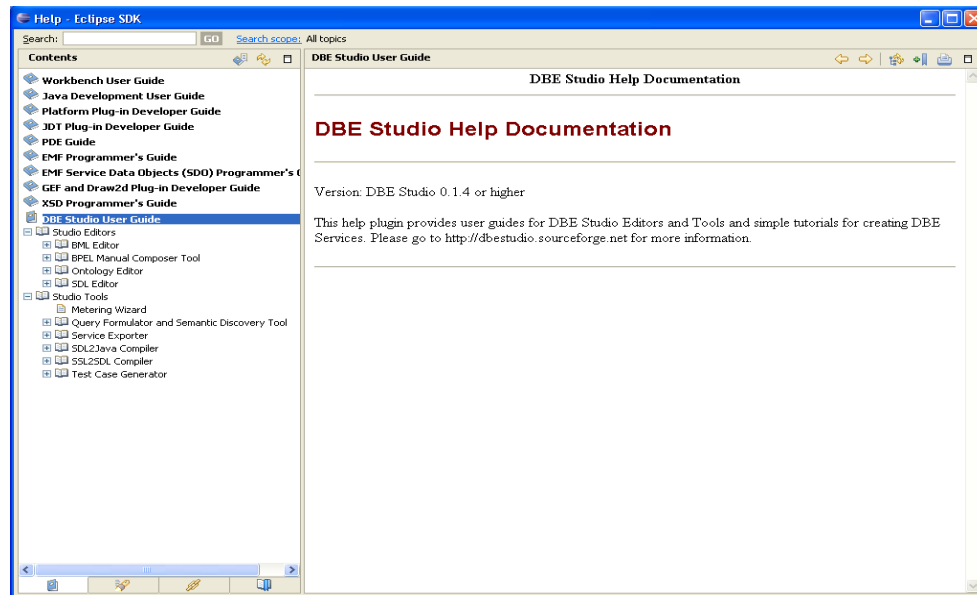 Help - Eclipse SDK
Search: GO Search scope: All topics
Contents
Workbench User Guide
Java Development User Guide
Platform Plug-in Developer Guide
JDT Plug-in Developer Guide
PDE Guide
EMF Programmer's Guide
EMF Service Data Objects (SDO) Programmer's
GEF and Draw2d Plug-in Developer Guide
XSD Programmer's Guide
DBE Studio User Guide
Studio Editors
BML Editor
BPEL Manual Composer Tool
Ontology Editor
SDL Editor
Studio Tools
Metering Wizard
Query Formulator and Semantic Discovery Tool
Service Exporter
SDL2Java Compiler
SSL2SDL Compiler
Test Case Generator
DBE Studio User Guide
DBE Studio Help Documentation
DBE Studio Help Documentation
Version: DBE Studio 0.1.4 or higher
This help plugin provides user guides for DBE Studio Editors and Tools and simple tutorials for creating DBE
Services. Please go to http://dbestudio.sourceforge.net for more information.